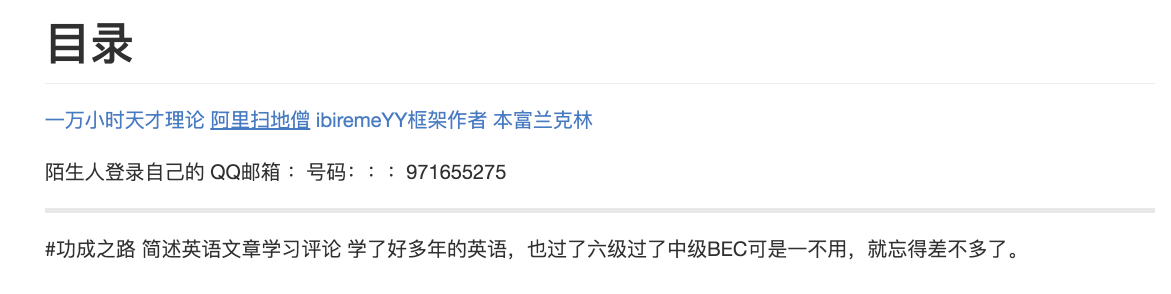 目录
一万小时天才理论 阿里扫地僧 ibiremeYY框架作者 本富兰克林
陌生人登录自己的 QQ邮箱： 号码：：：971655275
#功成之路 简述英语文章学习评论 学了好多年的英语，也过了六级过了中级BEC可是一不用，就忘得差不多了。